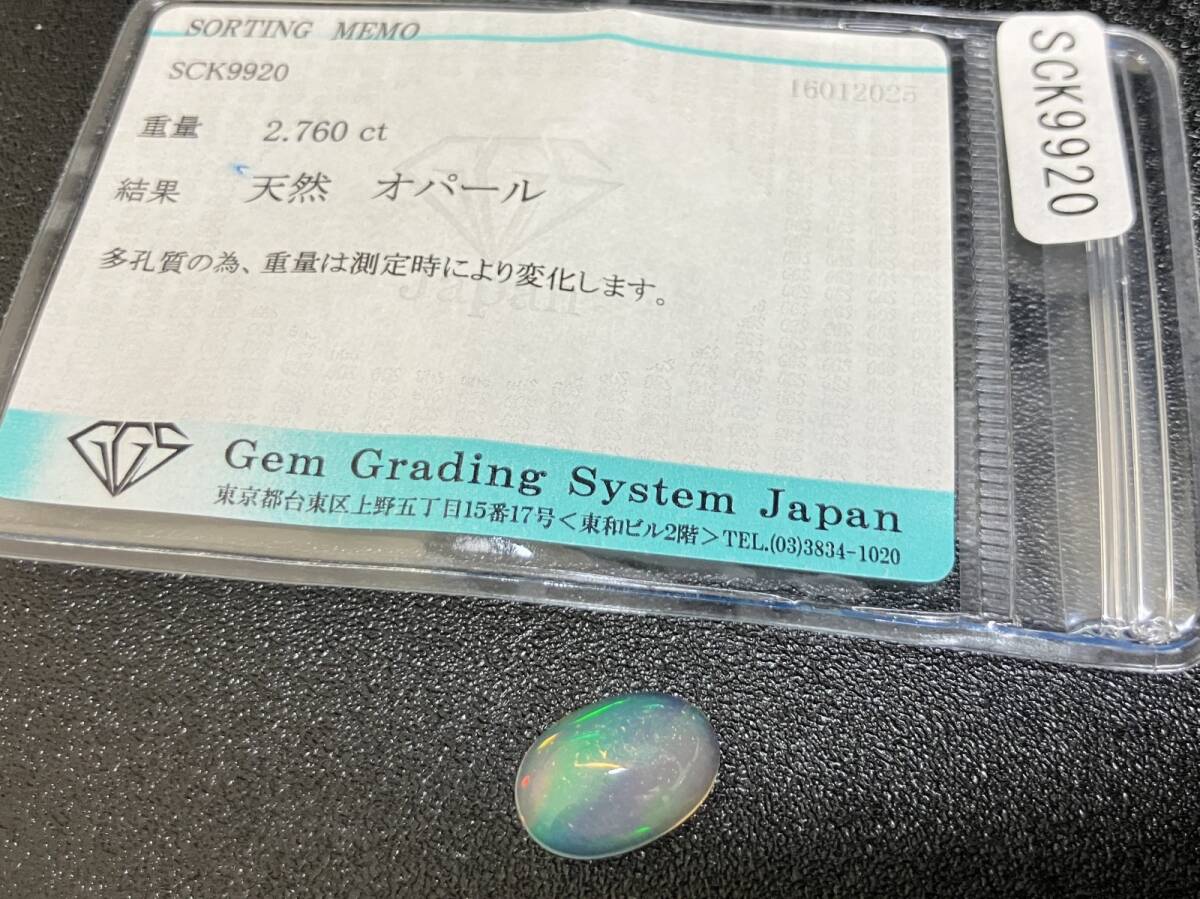 SORTING MEMO
SCK9920
16012025
重量 2.760 ct
結果 天然 オパール
多孔質の為、重量は測定時により変化します。
Japan
GGS
Gem Grading System Japan
東京都台東区上野五丁目15番17号＜東和ビル2階＞TEL.(03)3834-1020
SCK9920